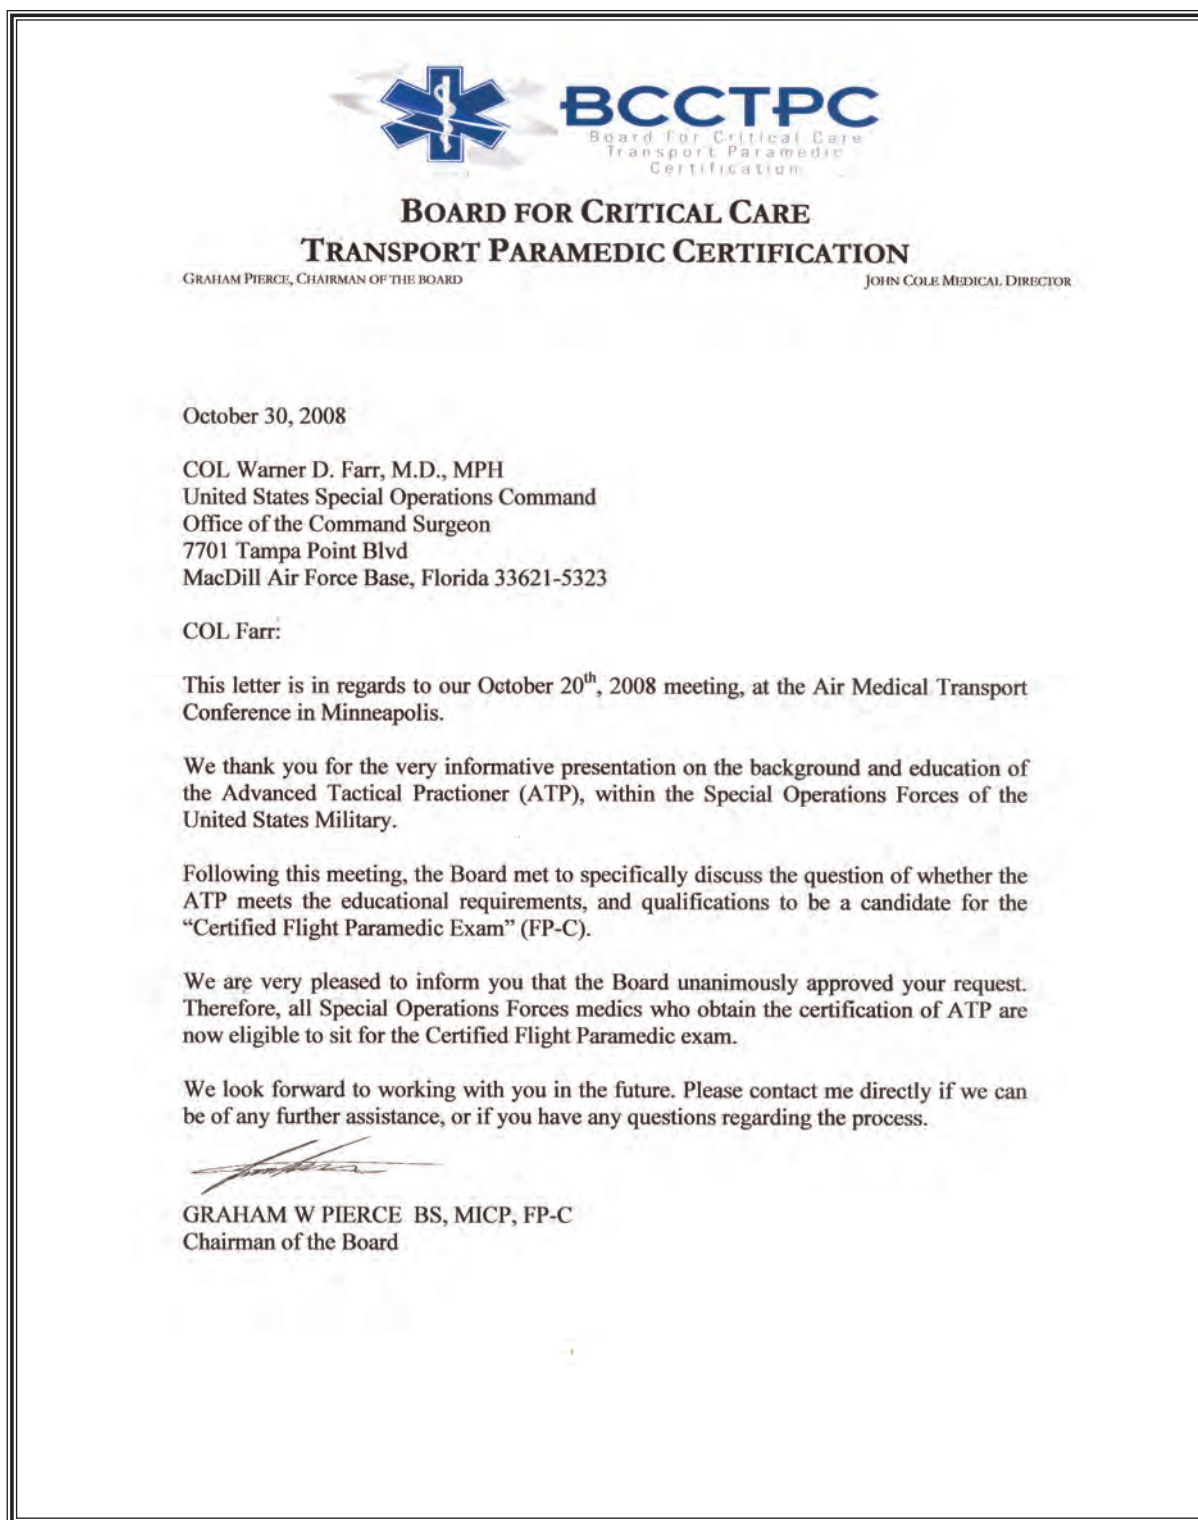 BCCTPC
Board For Critical Care
Transport Paramedic
Certification
BOARD FOR CRITICAL CARE
TRANSPORT PARAMEDIC CERTIFICATION
GRAHAM PIERCE, CHAIRMAN OF THE BOARD JOHN COLE MEDICAL DIRECTOR
October 30, 2008
COL Warner D. Farr, M.D., MPH
United States Special Operations Command
Office of the Command Surgeon
7701 Tampa Point Blvd
MacDill Air Force Base, Florida 33621-5323
COL Farr:
This letter is in regards to our October 20th, 2008 meeting, at the Air Medical Transport
Conference in Minneapolis.
We thank you for the very informative presentation on the background and education of
the Advanced Tactical Practioner (ATP), within the Special Operations Forces of the
United States Military.
Following this meeting, the Board met to specifically discuss the question of whether the
ATP meets the educational requirements, and qualifications to be a candidate for the
“Certified Flight Paramedic Exam” (FP-C).
We are very pleased to inform you that the Board unanimously approved your request.
Therefore, all Special Operations Forces medics who obtain the certification of ATP are
now eligible to sit for the Certified Flight Paramedic exam.
We look forward to working with you in the future. Please contact me directly if we can
be of any further assistance, or if you have any questions regarding the process.
GRAHAM W PIERCE BS, MICP, FP-C
Chairman of the Board